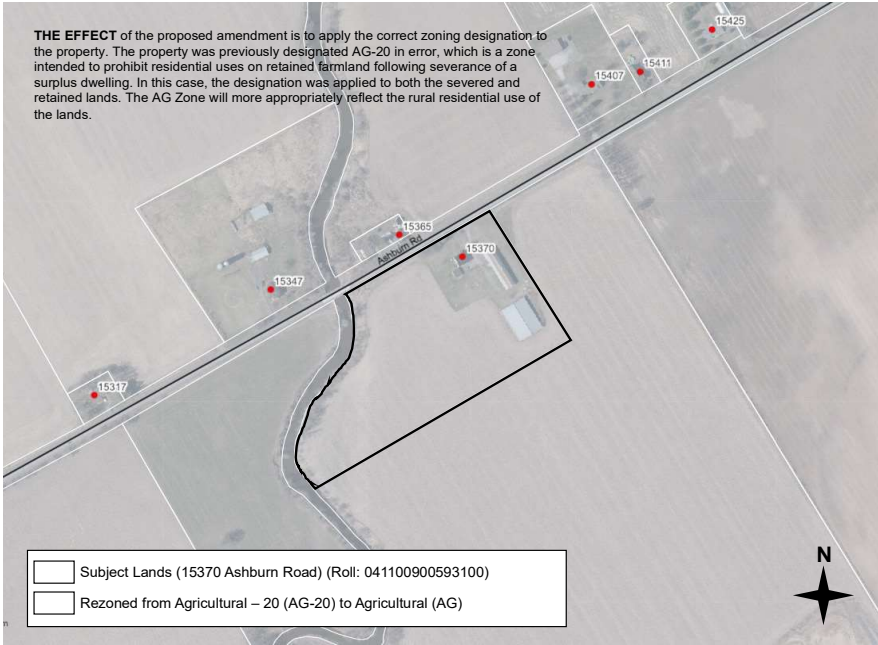 THE EFFECT of the proposed amendment is to apply the correct zoning designation to
the property. The property was previously designated AG-20 in error, which is a zone
intended to prohibit residential uses on retained farmland following severance of a
surplus dwelling. In this case, the designation was applied to both the severed and
retained lands. The AG Zone will more appropriately reflect the rural residential use of
the lands.
15425
15411
15407
15365
Ashburn Rd
15370
15347
15317
Subject Lands (15370 Ashburn Road) (Roll: 041100900593100)
Rezoned from Agricultural – 20 (AG-20) to Agricultural (AG)
N